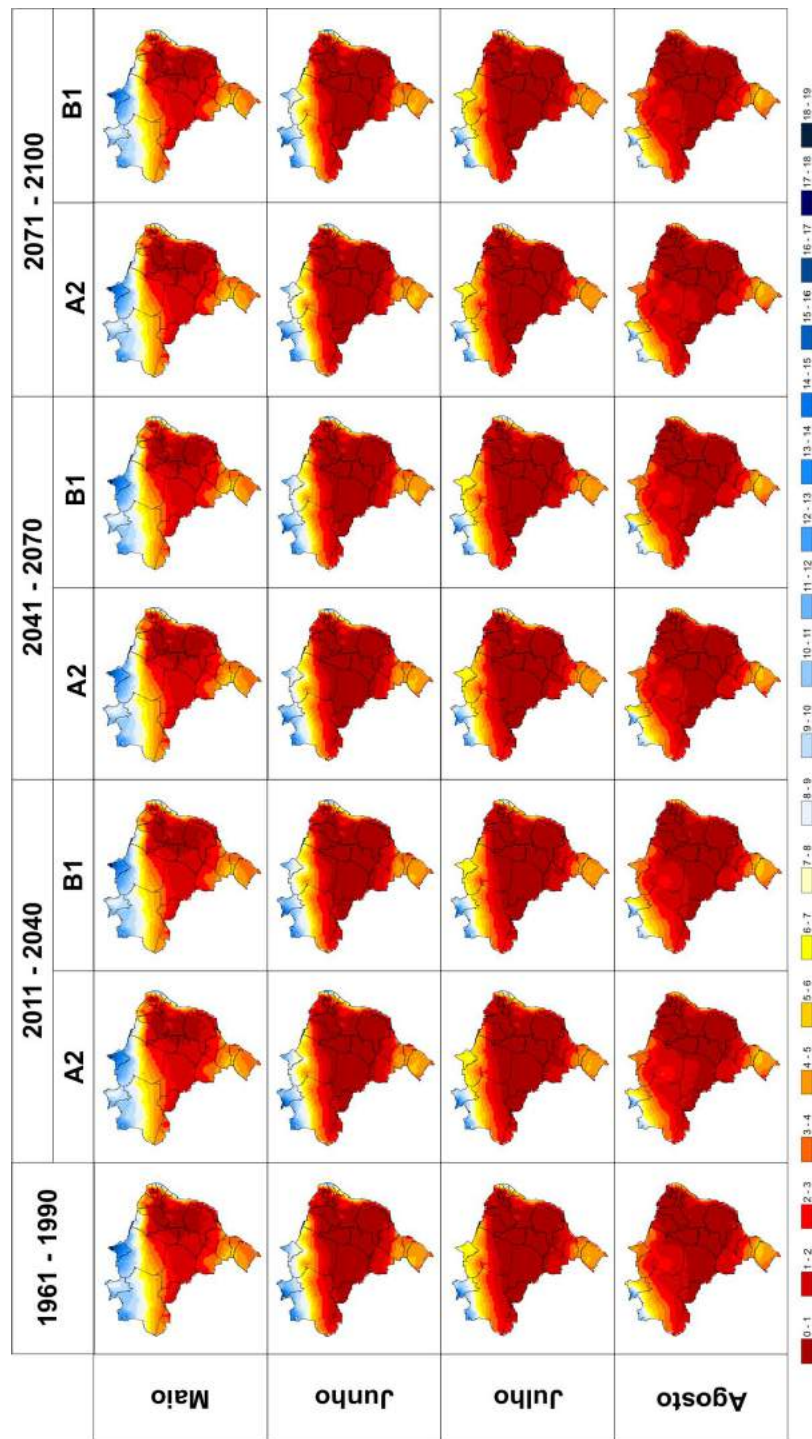 1961 - 1990
2011 - 2040
2041 - 2070
2071 - 2100
A2
B1
A2
B1
A2
B1
Maio
Junho
Julho
Agosto
0 - 1
1 - 2
2 - 3
3 - 4
4 - 5
5 - 6
6 - 7
7 - 8
8 - 9
9 - 10
10 - 11
11 - 12
12 - 13
13 - 14
14 - 15
15 - 16
16 - 17
17 - 18
18 - 19